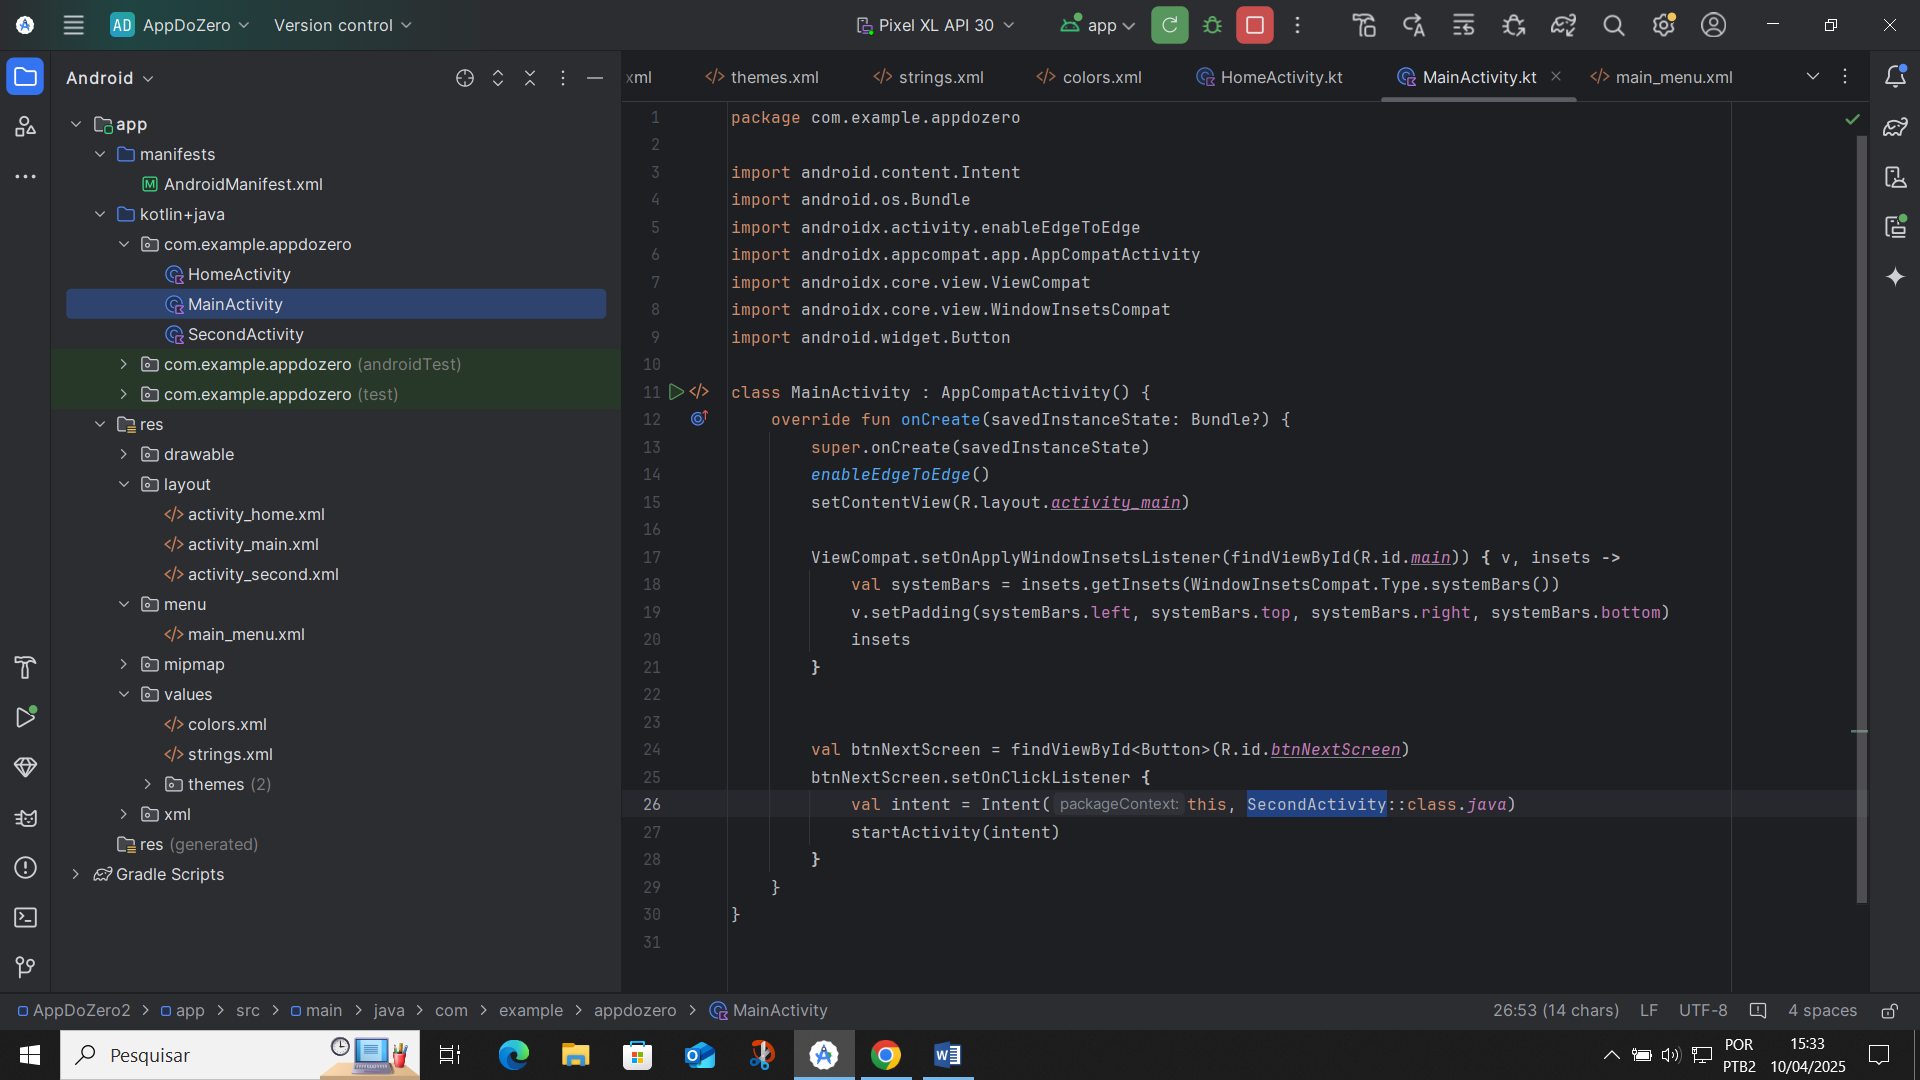 AD AppDoZero Version control Pixel XL API 30 app
Android
xml themes.xml strings.xml colors.xml HomeActivity.kt MainActivity.kt main_menu.xml
app
manifests
M AndroidManifest.xml
kotlin+java
com.example.appdozero
HomeActivity
MainActivity
SecondActivity
com.example.appdozero (androidTest)
com.example.appdozero (test)
res
drawable
layout
activity_home.xml
activity_main.xml
activity_second.xml
menu
main_menu.xml
mipmap
values
colors.xml
strings.xml
themes (2)
xml
res (generated)
Gradle Scripts
1 package com.example.appdozero
2
3 import android.content.Intent
4 import android.os.Bundle
5 import androidx.activity.enableEdgeToEdge
6 import androidx.appcompat.app.AppCompatActivity
7 import androidx.core.view.ViewCompat
8 import androidx.core.view.WindowInsetsCompat
9 import android.widget.Button
10
11 class MainActivity : AppCompatActivity() {
12 override fun onCreate(savedInstanceState: Bundle?) {
13 super.onCreate(savedInstanceState)
14 enableEdgeToEdge()
15 setContentView(R.layout.activity_main)
16
17 ViewCompat.setOnApplyWindowInsetsListener(findViewById(R.id.main)) { v, insets ->
18 val systemBars = insets.getInsets(WindowInsetsCompat.Type.systemBars())
19 v.setPadding(systemBars.left, systemBars.top, systemBars.right, systemBars.bottom)
20 insets
21 }
22
23
24 val btnNextScreen = findViewById<Button>(R.id.btnNextScreen)
25 btnNextScreen.setOnClickListener {
26 val intent = Intent( packageContext: this, SecondActivity::class.java)
27 startActivity(intent)
28 }
29 }
30 }
31
AppDoZero2 > app > src > main > java > com > example > appdozero > MainActivity 26:53 (14 chars) LF UTF-8 4 spaces
Pesquisar POR 15:33
PTB2 10/04/2025